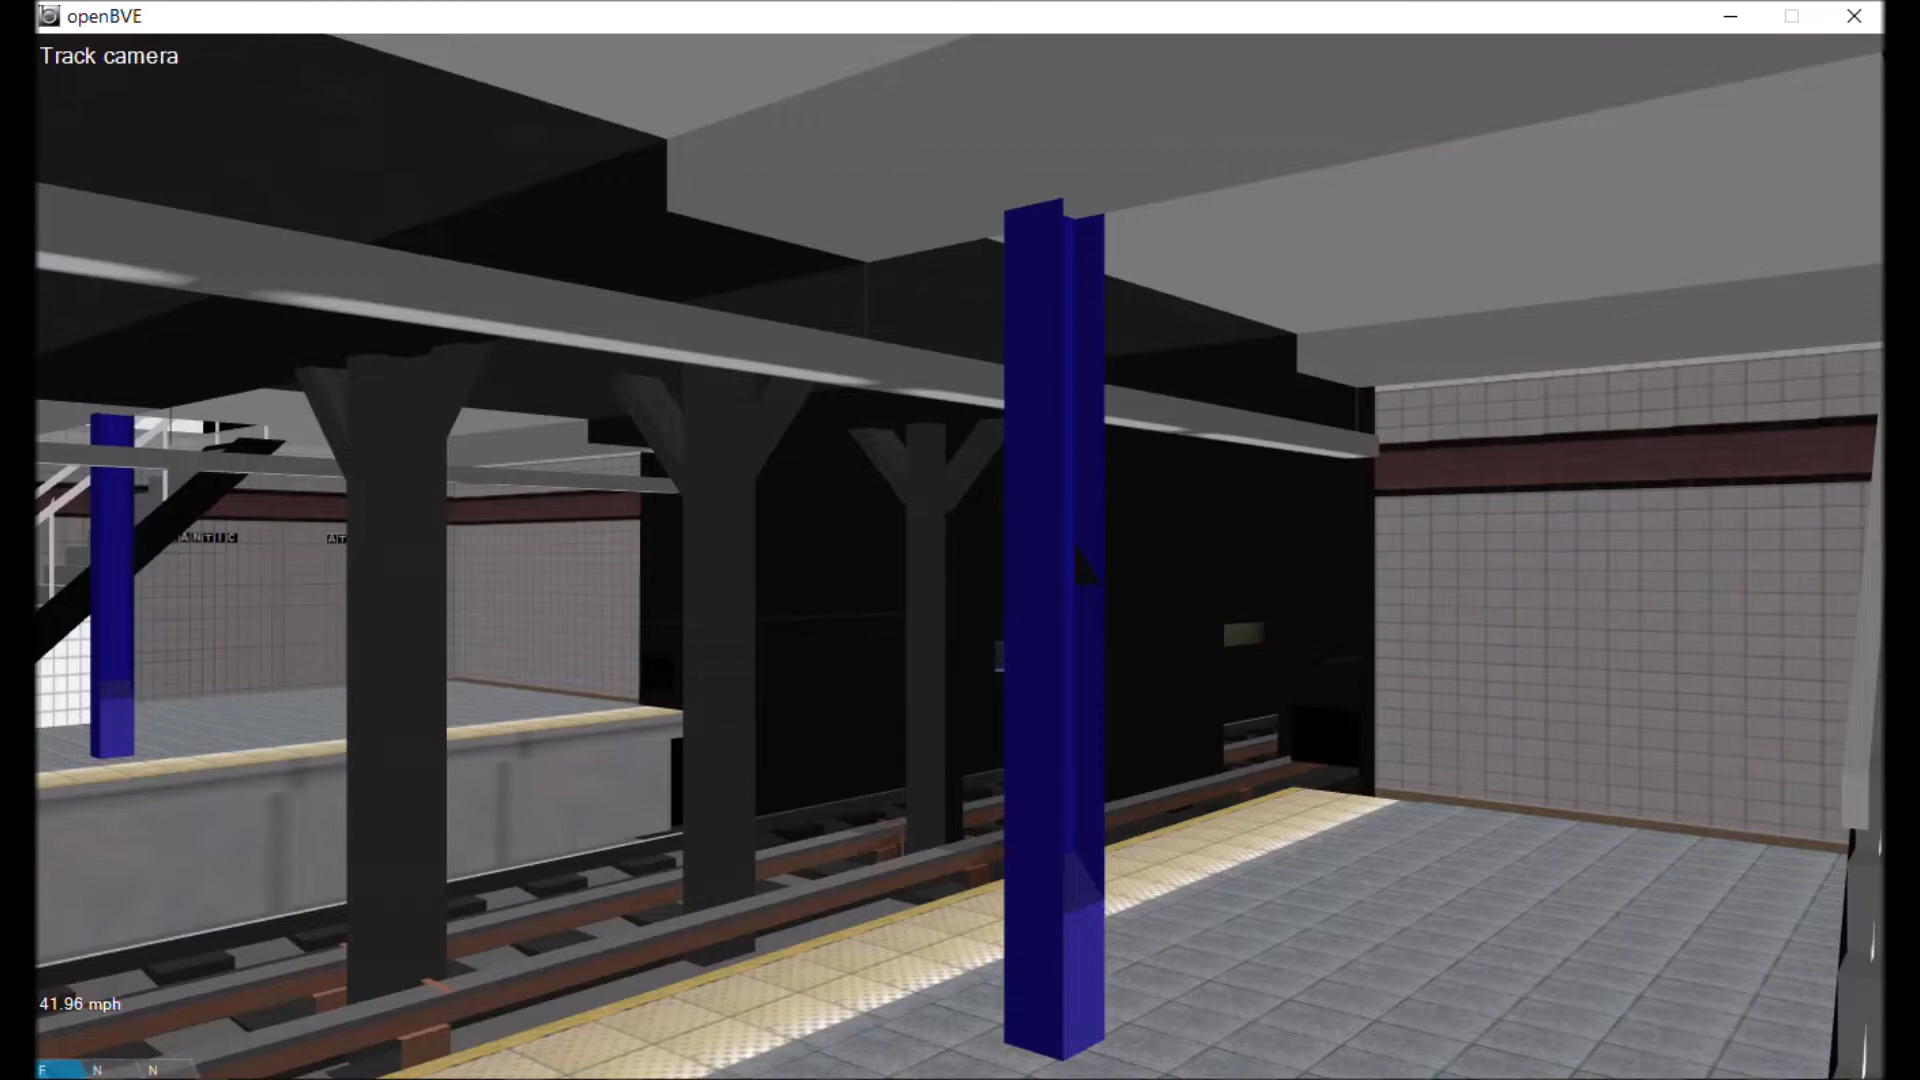 openBVE
Track camera
ANTIC
AT
41.96 mph
F N N